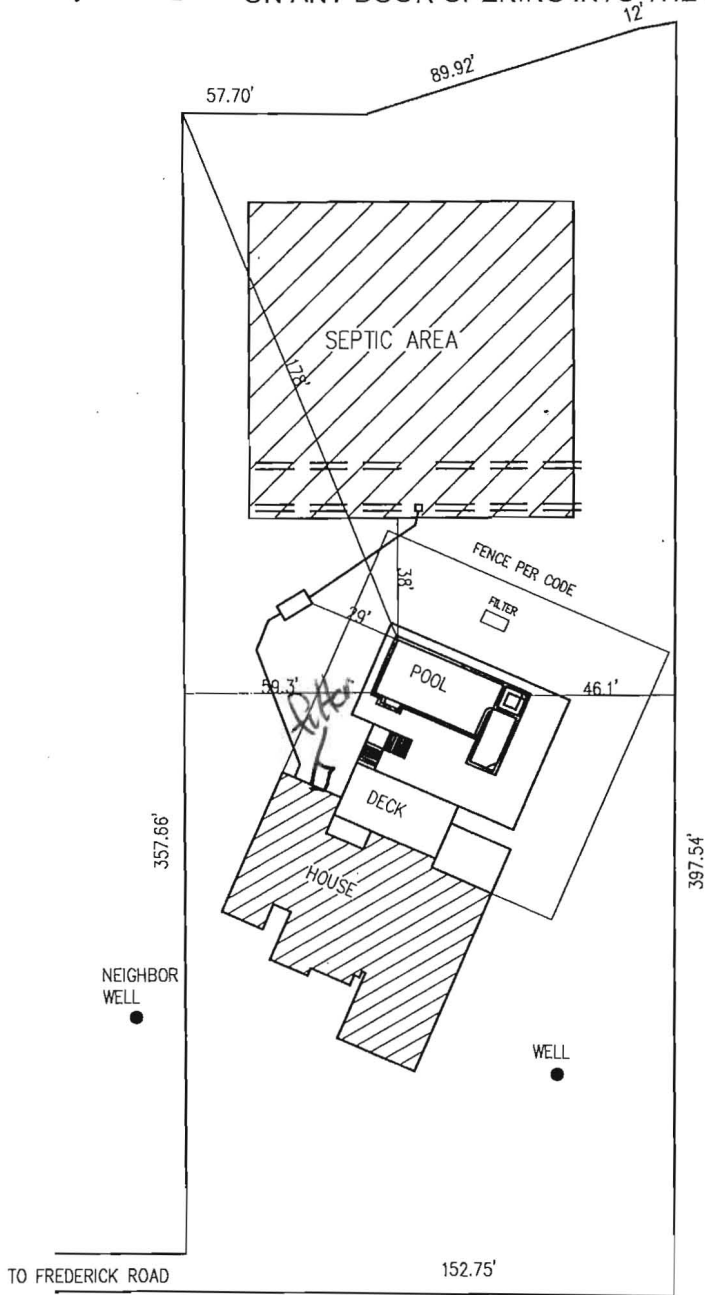 ON ANY DOOR OPENING INTO THE
12'
89.92'
57.70'
SEPTIC AREA
178'
FENCE PER CODE
38'
FILTER
29'
POOL
59.3'
46.1'
filter
DECK
357.66'
HOUSE
397.54'
NEIGHBOR
WELL
WELL
TO FREDERICK ROAD
152.75'